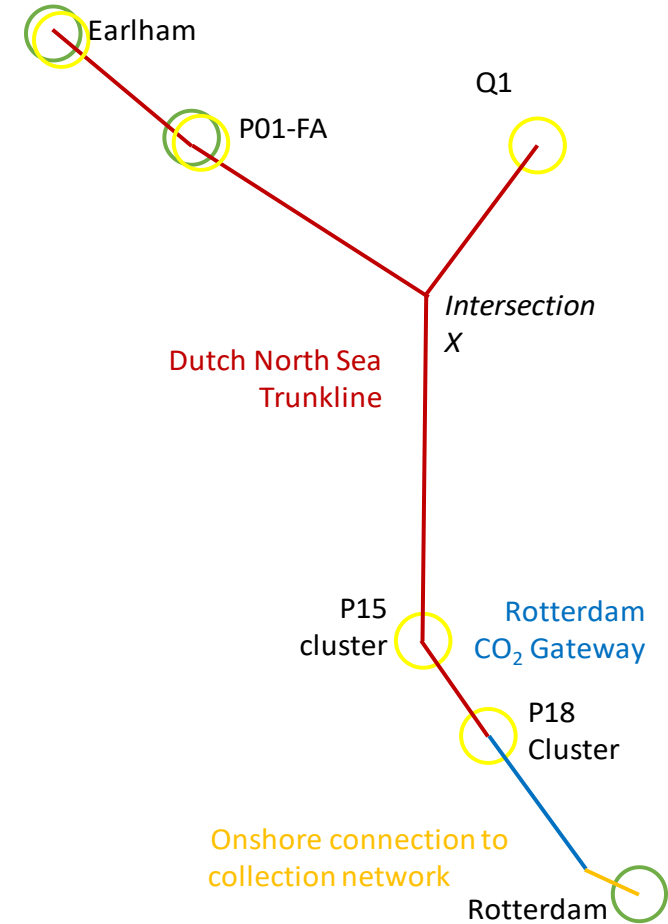 Earlham
Q1
P01-FA
Intersection
X
Dutch North Sea
Trunkline
P15
cluster
Rotterdam
CO₂ Gateway
P18
Cluster
Onshore connection to
collection network
Rotterdam